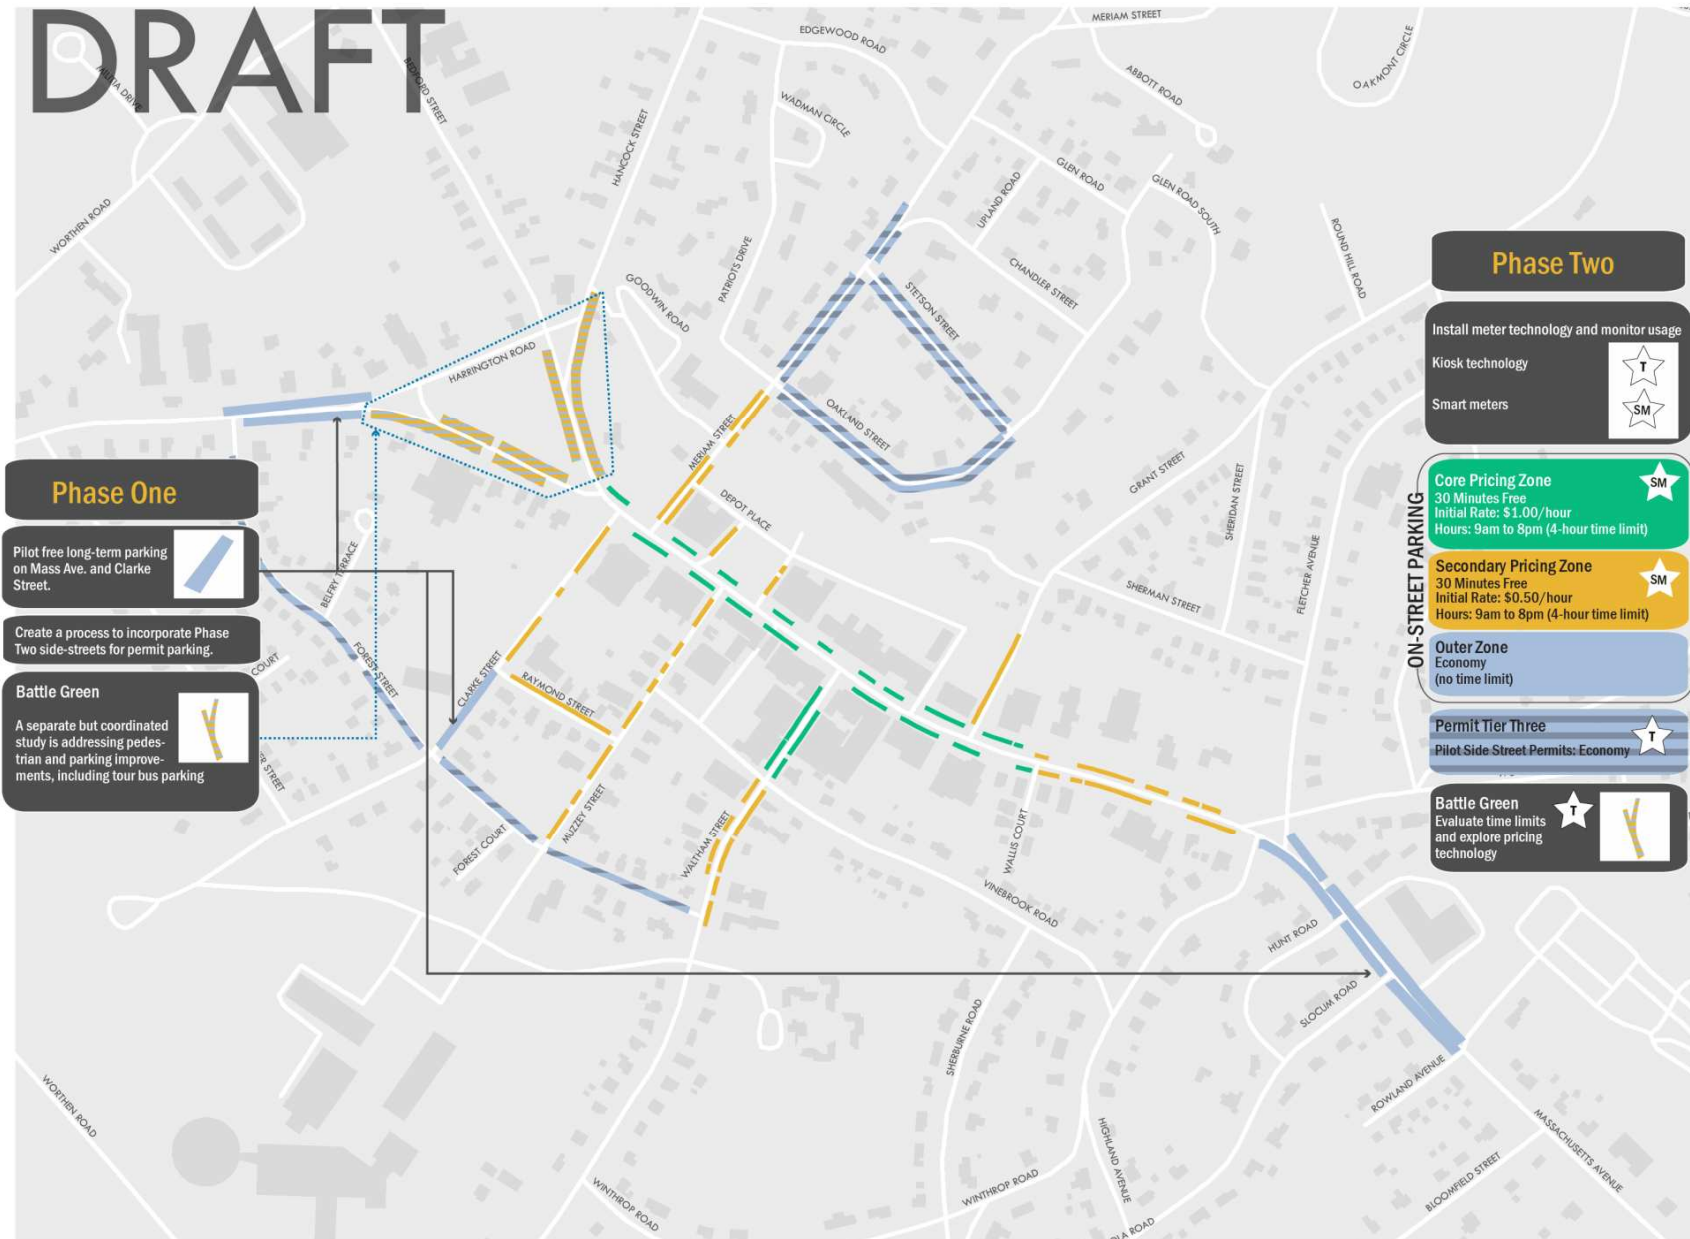 DRAFT
MERIAM STREET
EDGEWOOD ROAD
OAKMONT CIRCLE
MILITIA DRIVE
BEDFORD STREET
ABBOTT ROAD
WADMAN CIRCLE
HANCOCK STREET
GLEN ROAD
GLEN ROAD SOUTH
UPLAND ROAD
WORTHEN ROAD
ROUND HILL ROAD
PATRIOTS DRIVE
CHANDLER STREET
GOODWIN ROAD
STETSON STREET
HARRINGTON ROAD
OAKLAND STREET
MERIAM STREET
DEPOT PLACE
GRANT STREET
SHERIDAN STREET
FLETCHER AVENUE
SHERMAN STREET
BELFRY TERRACE
COURT
FOREST STREET
CLARKE STREET
RAYMOND STREET
ER STREET
MUZZEY STREET
FOREST COURT
WALTHAM STREET
WALLIS COURT
VINEBROOK ROAD
HUNT ROAD
SLOCUM ROAD
SHERBURNE ROAD
ROWLAND AVENUE
WORTHEN ROAD
HIGHLAND AVENUE
MASSACHUSETTS AVENUE
BLOOMFIELD STREET
WINTHROP ROAD
WINTHROP ROAD
OLA ROAD
Phase One
Pilot free long-term parking
on Mass Ave. and Clarke
Street.
Create a process to incorporate Phase
Two side-streets for permit parking.
Battle Green
A separate but coordinated
study is addressing pedes-
trian and parking improve-
ments, including tour bus parking
Phase Two
Install meter technology and monitor usage
Kiosk technology
T
Smart meters
SM
ON-STREET PARKING
Core Pricing Zone
SM
30 Minutes Free
Initial Rate: $1.00/hour
Hours: 9am to 8pm (4-hour time limit)
Secondary Pricing Zone
SM
30 Minutes Free
Initial Rate: $0.50/hour
Hours: 9am to 8pm (4-hour time limit)
Outer Zone
Economy
(no time limit)
Permit Tier Three
T
Pilot Side Street Permits: Economy
Battle Green
T
Evaluate time limits
and explore pricing
technology